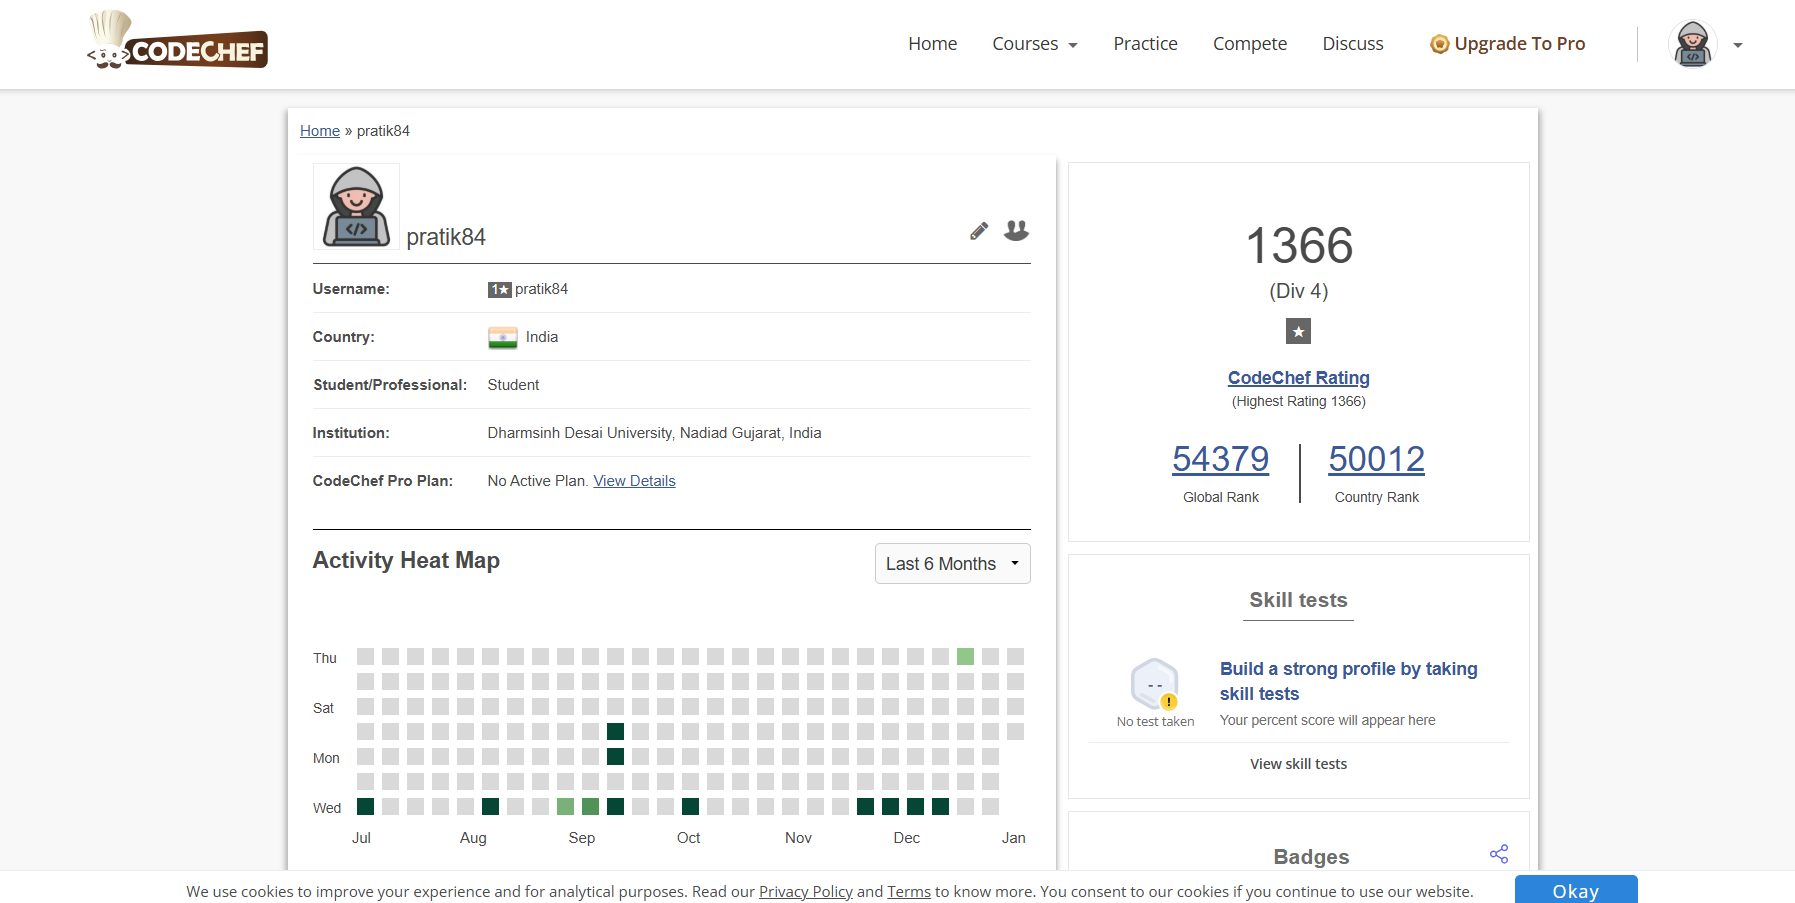 CODECHEF
Home
Courses
Practice
Compete
Discuss
Upgrade To Pro
Home » pratik84
</>
pratik84
Username: 1★ pratik84
Country: India
Student/Professional: Student
Institution: Dharmsinh Desai University, Nadiad Gujarat, India
CodeChef Pro Plan: No Active Plan. View Details
Activity Heat Map
Last 6 Months
Thu
Sat
Mon
Wed
Jul Aug Sep Oct Nov Dec Jan
1366
(Div 4)
★
CodeChef Rating
(Highest Rating 1366)
54379
Global Rank
50012
Country Rank
Skill tests
--
!
No test taken
Build a strong profile by taking
skill tests
Your percent score will appear here
View skill tests
Badges
We use cookies to improve your experience and for analytical purposes. Read our Privacy Policy and Terms to know more. You consent to our cookies if you continue to use our website.
Okay